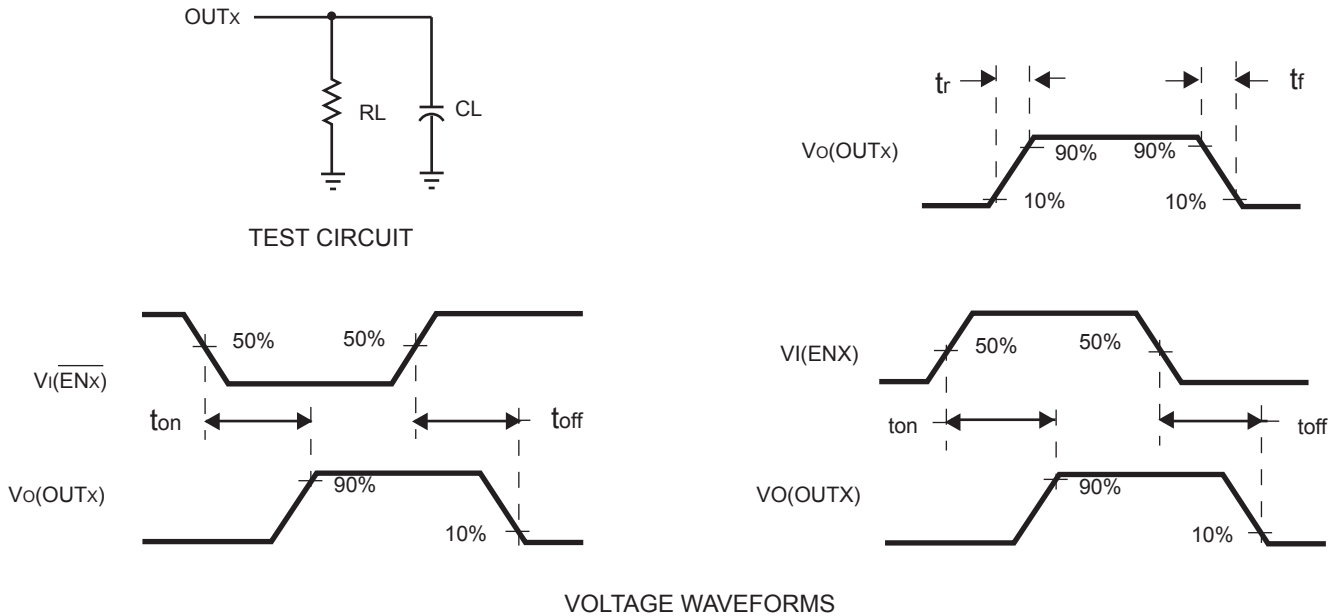 OUTX
RL
CL
TEST CIRCUIT
tr
tf
VO(OUTX)
90%
90%
10%
10%
VI(ENX)
50%
50%
ton
toff
VO(OUTX)
90%
10%
VI(ENX)
50%
50%
ton
toff
VO(OUTX)
90%
10%
VOLTAGE WAVEFORMS